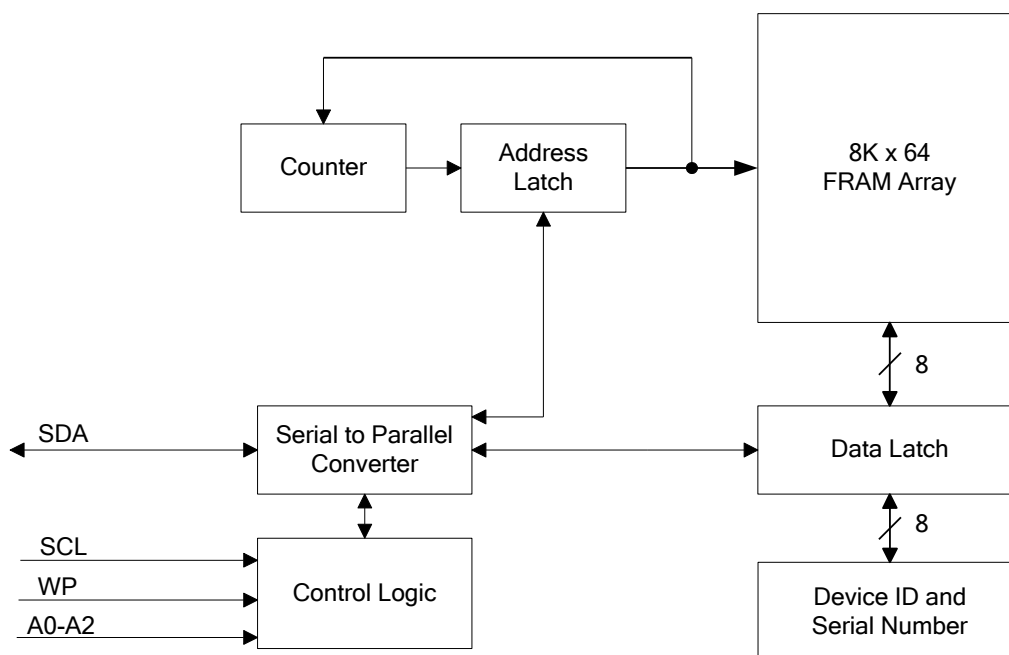 Counter
Address
Latch
8K x 64
FRAM Array
8
SDA
Serial to Parallel
Converter
Data Latch
8
SCL
WP
A0-A2
Control Logic
Device ID and
Serial Number